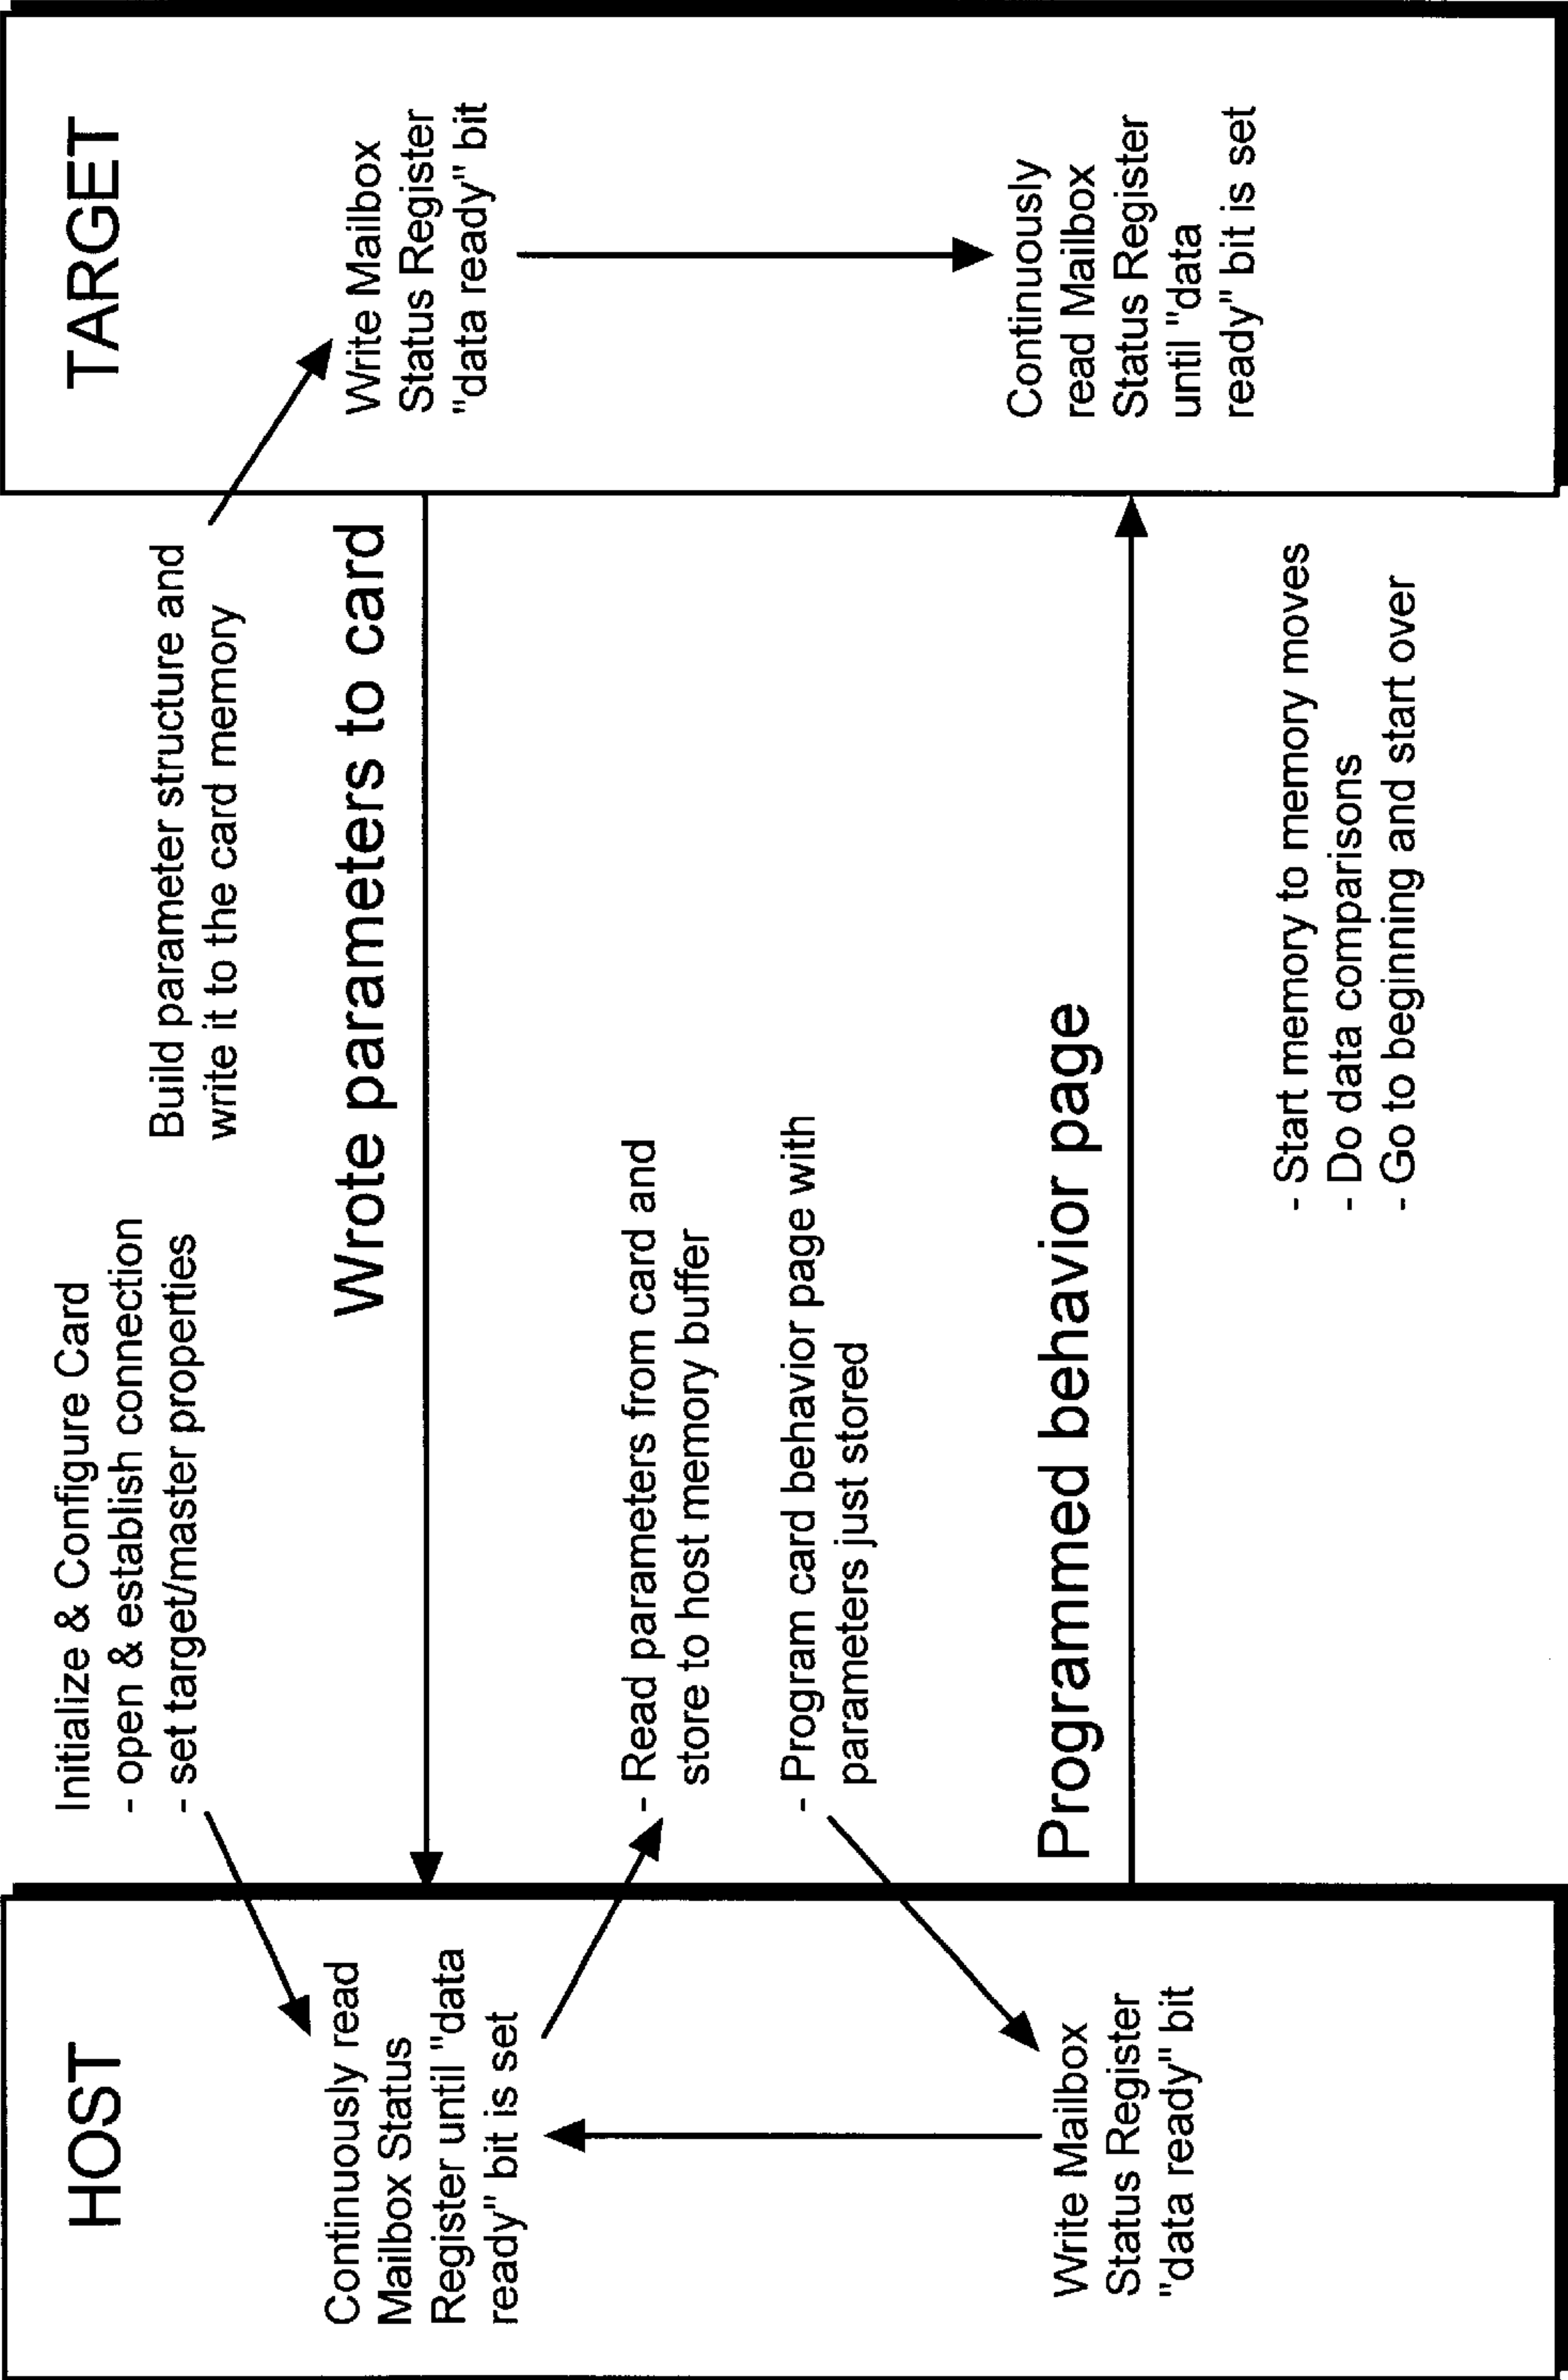 HOST
TARGET
Initialize & Configure Card
- open & establish connection
- set target/master properties
Build parameter structure and
write it to the card memory
Continuously read
Mailbox Status
Register until "data
ready" bit is set
Wrote parameters to card
Write Mailbox
Status Register
"data ready" bit
- Read parameters from card and
store to host memory buffer
- Program card behavior page with
parameters just stored
Write Mailbox
Status Register
"data ready" bit
Programmed behavior page
Continuously
read Mailbox
Status Register
until "data
ready" bit is set
- Start memory to memory moves
- Do data comparisons
- Go to beginning and start over